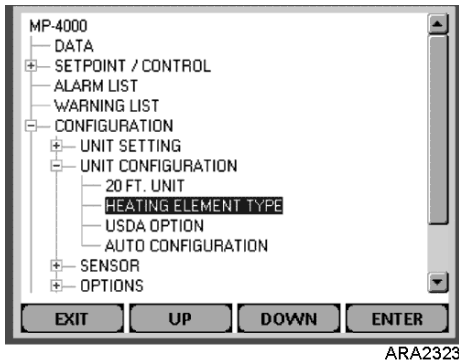 MP-4000
DATA
SETPOINT / CONTROL
ALARM LIST
WARNING LIST
CONFIGURATION
UNIT SETTING
UNIT CONFIGURATION
20 FT. UNIT
HEATING ELEMENT TYPE
USDA OPTION
AUTO CONFIGURATION
SENSOR
OPTIONS
EXIT UP DOWN ENTER
ARA2323